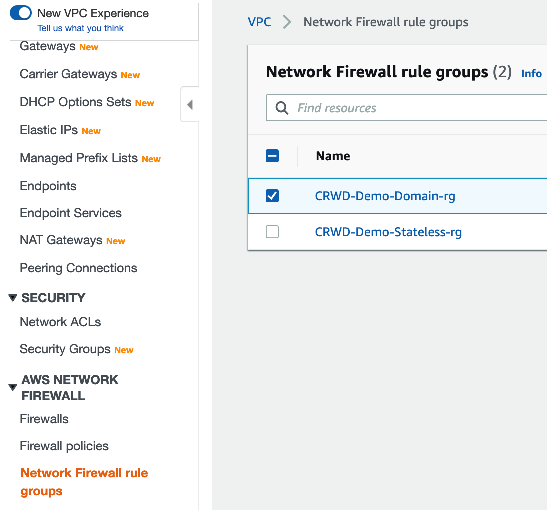 New VPC Experience
Tell us what you think
Gateways New
Carrier Gateways New
DHCP Options Sets New
Elastic IPs New
Managed Prefix Lists New
Endpoints
Endpoint Services
NAT Gateways New
Peering Connections
SECURITY
Network ACLs
Security Groups New
AWS NETWORK
FIREWALL
Firewalls
Firewall policies
Network Firewall rule
groups
VPC > Network Firewall rule groups
Network Firewall rule groups (2) Info
Find resources
Name
CRWD-Demo-Domain-rg
CRWD-Demo-Stateless-rg